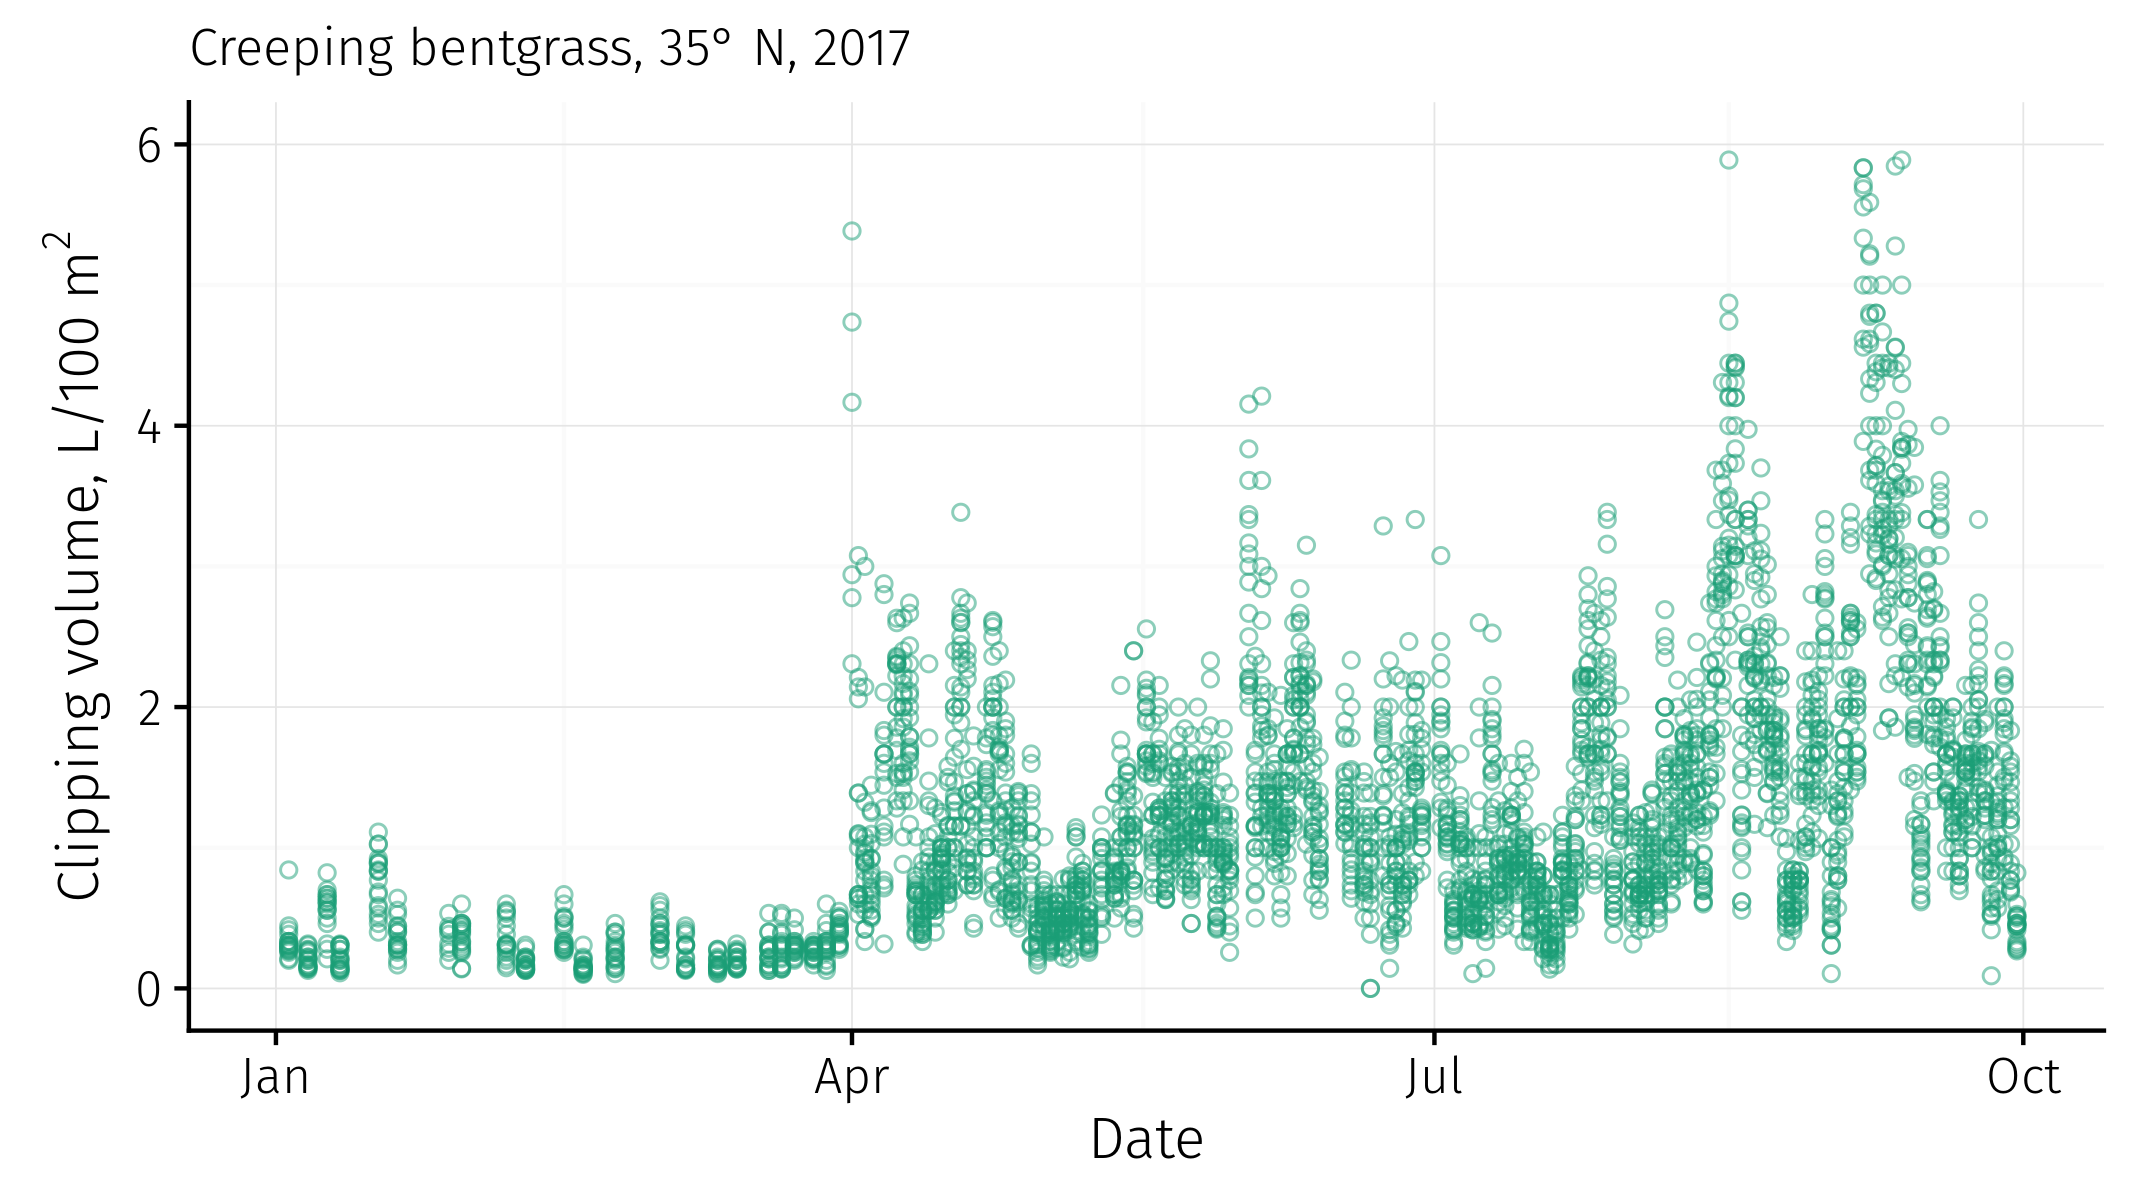 Creeping bentgrass, 35° N, 2017
Clipping volume, L/100 m²
6
4
2
0
Jan
Apr
Jul
Oct
Date